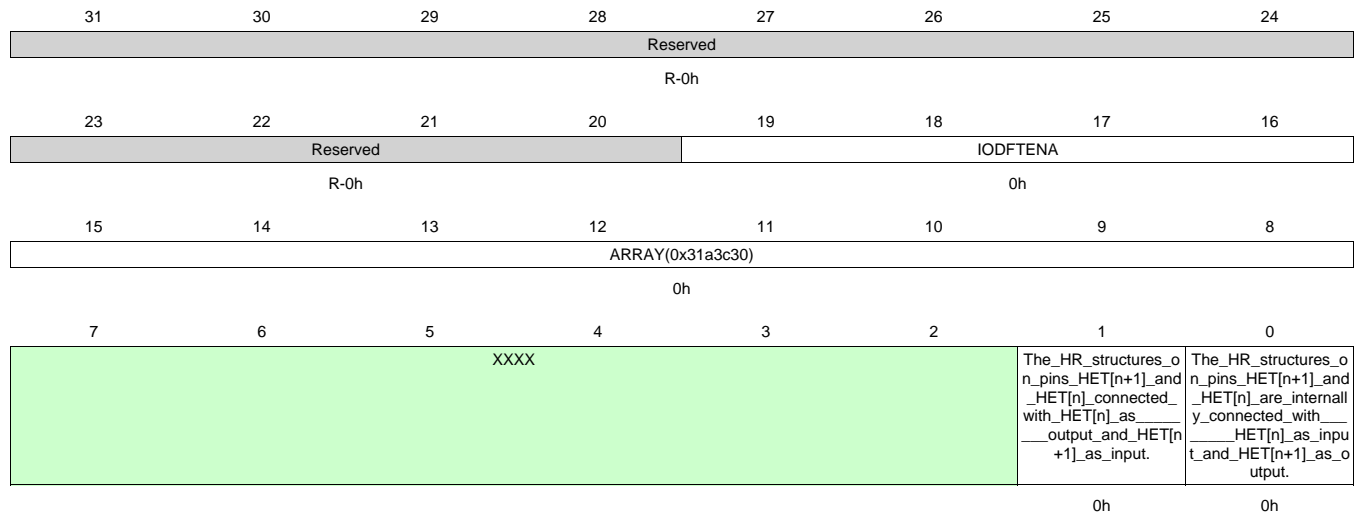 31 30 29 28 27 26 25 24
Reserved
R-0h
23 22 21 20 19 18 17 16
Reserved IODFTENA
R-0h 0h
15 14 13 12 11 10 9 8
ARRAY(0x31a3c30)
0h
7 6 5 4 3 2 1 0
XXXX
The_HR_structures_o
n_pins_HET[n+1]_and
_HET[n]_connected_
with_HET[n]_as_____
___output_and_HET[n
+1]_as_input.
The_HR_structures_o
n_pins_HET[n+1]_and
_HET[n]_are_internall
y_connected_with___
______HET[n]_as_inpu
t_and_HET[n+1]_as_o
utput.
0h 0h